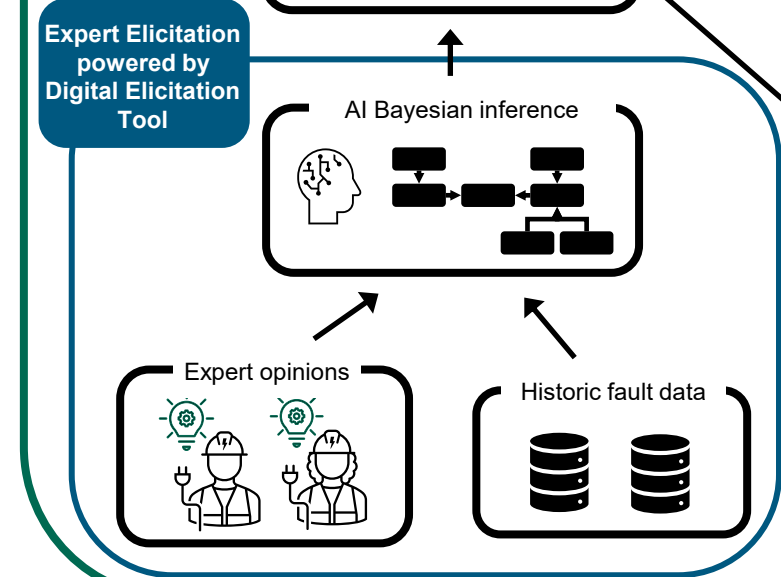 Expert Elicitation
powered by
Digital Elicitation
Tool
AI Bayesian inference
Expert opinions
Historic fault data